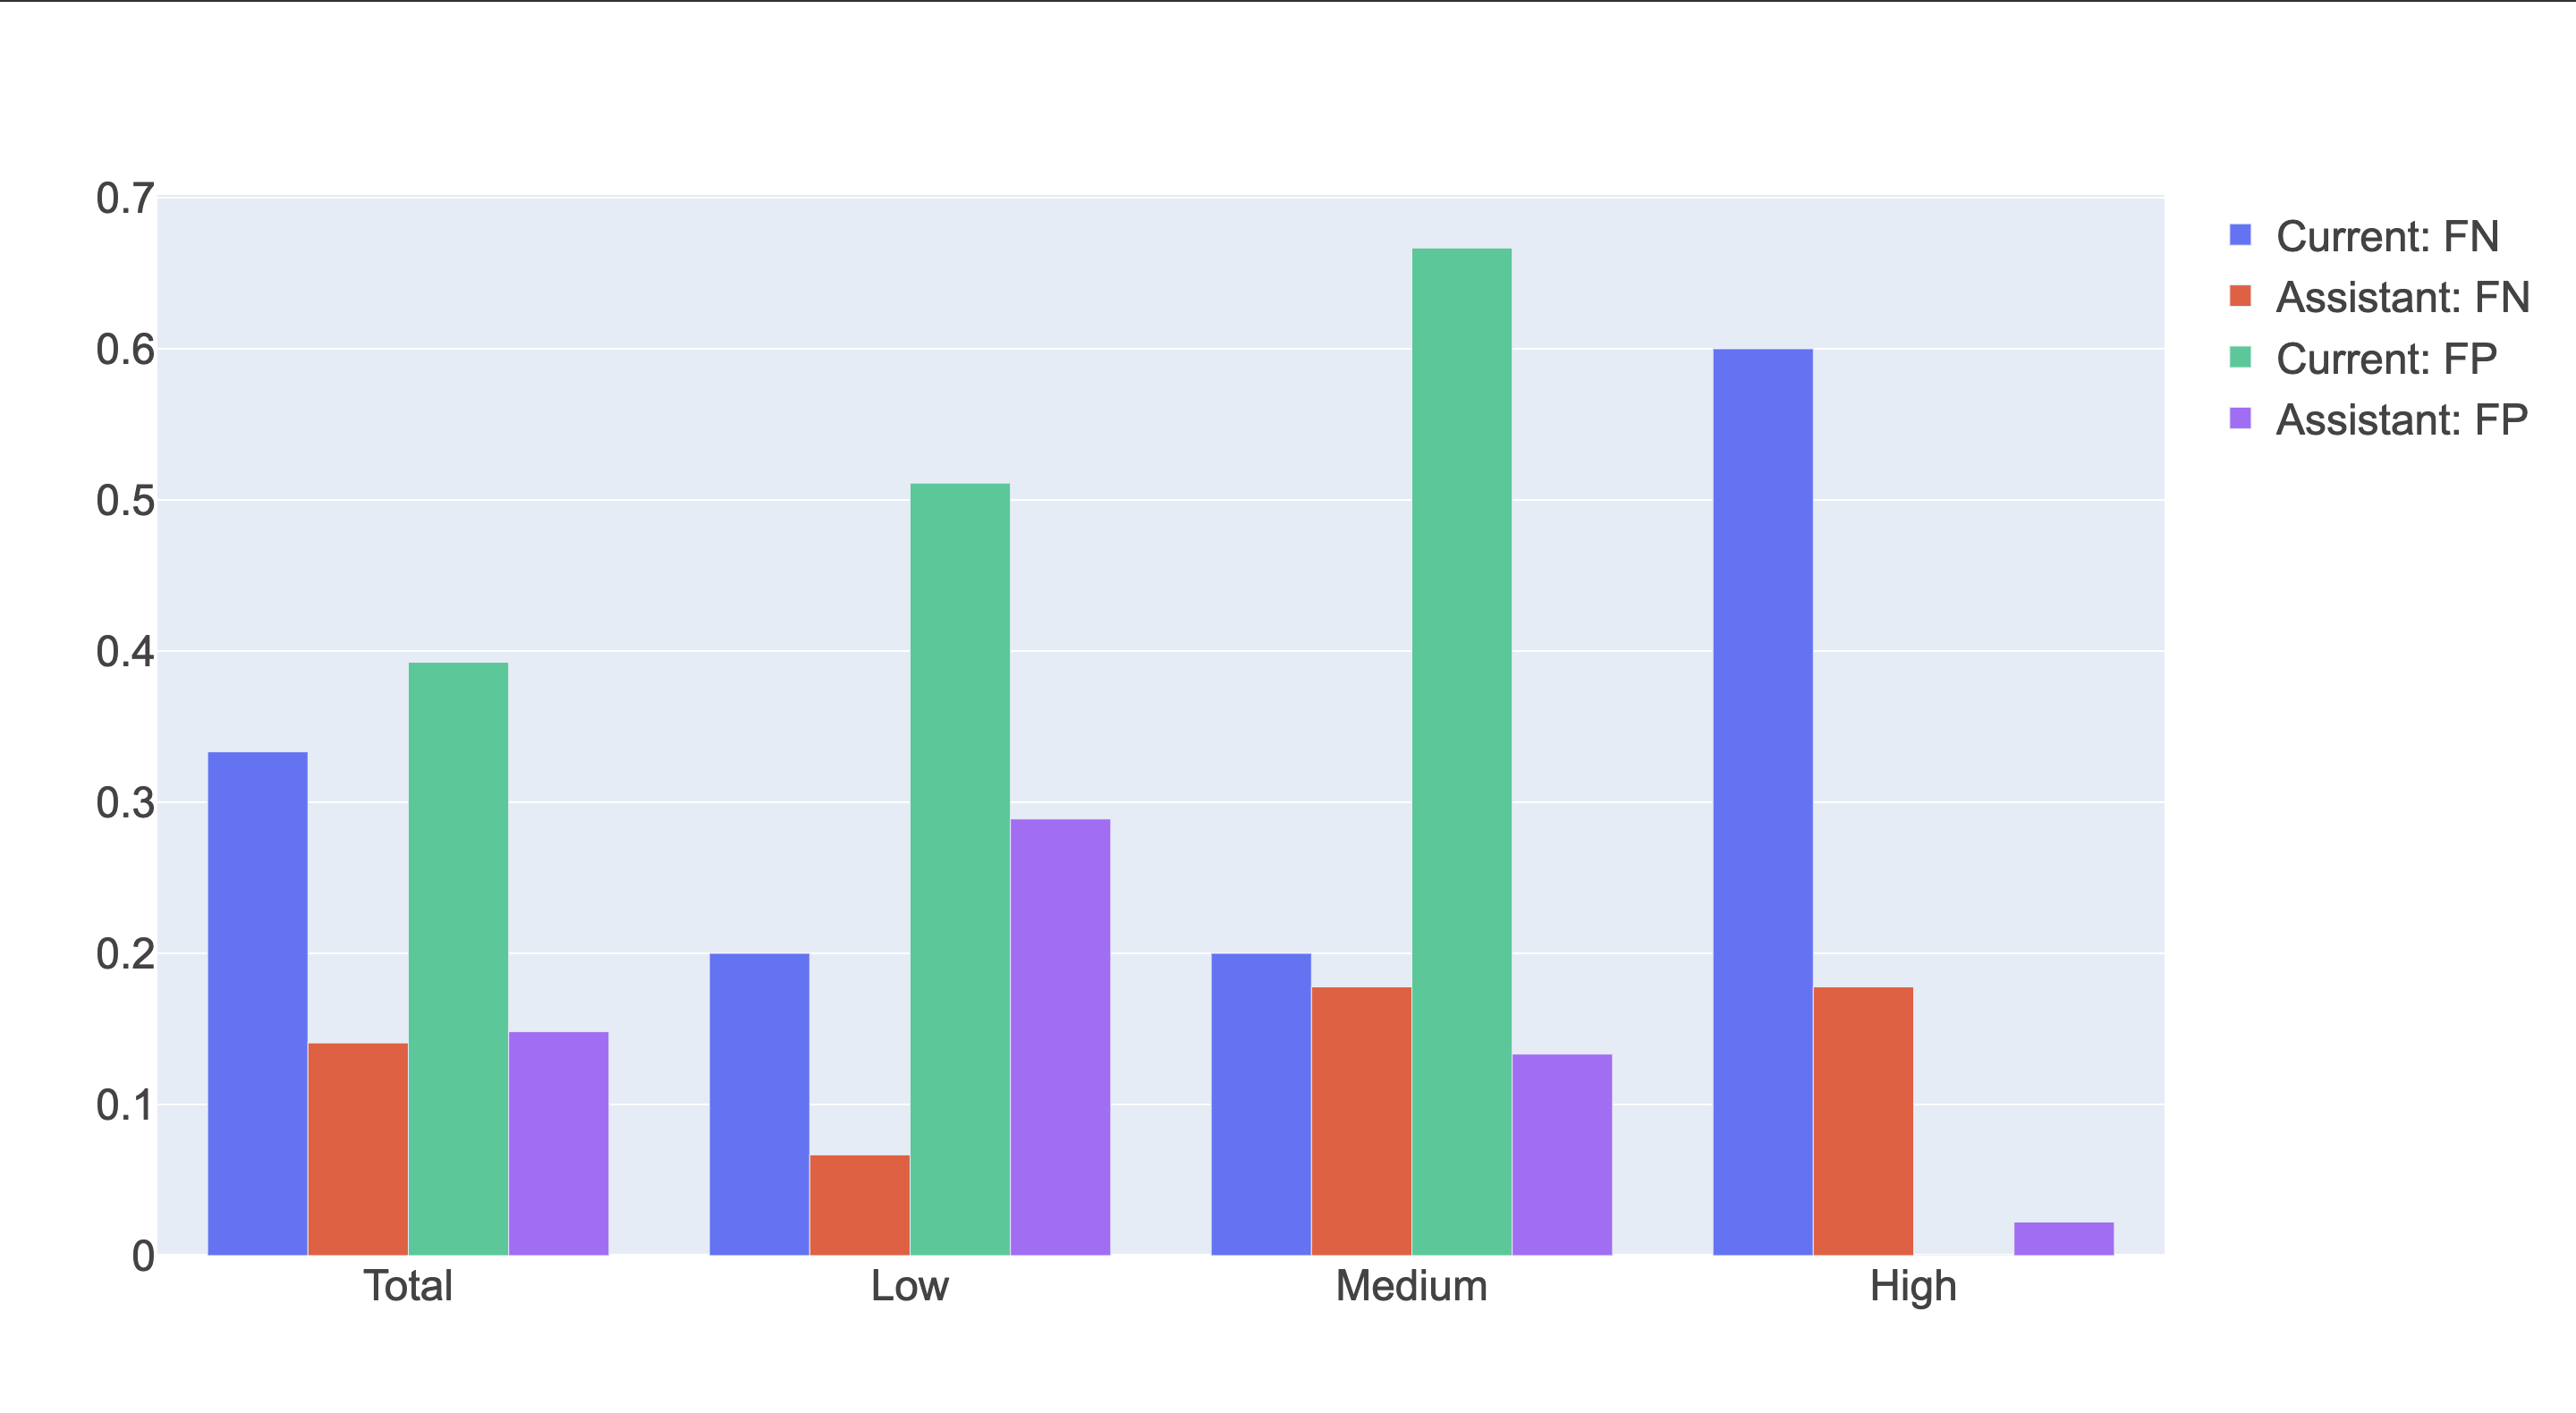 0.7
0.6
0.5
0.4
0.3
0.2
0.1
0
Total
Low
Medium
High
Current: FN
Assistant: FN
Current: FP
Assistant: FP